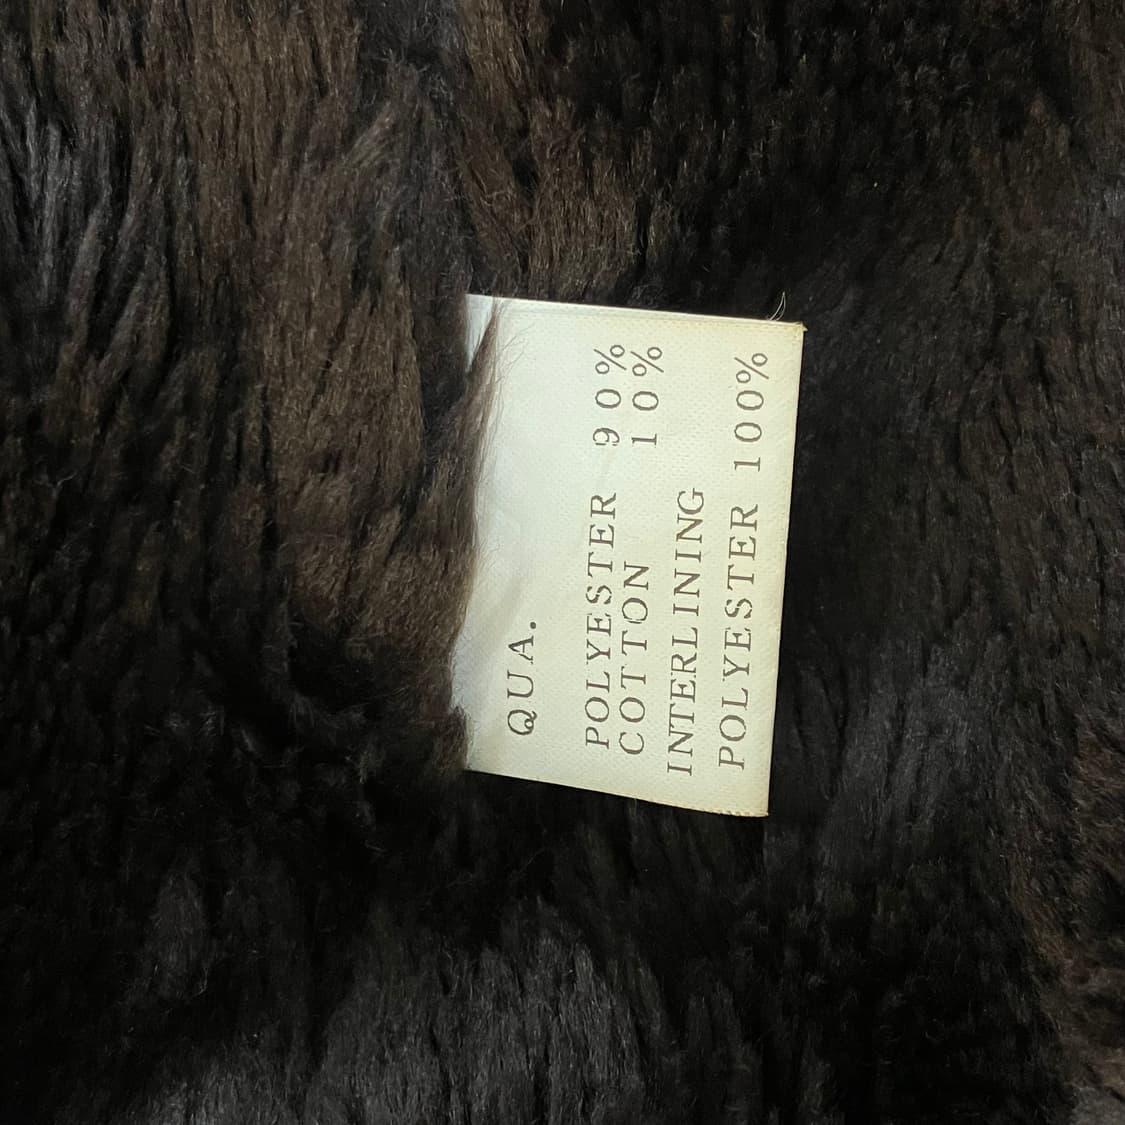 QUA.
POLYESTER 90%
COTTON 10%
INTERLINING
POLYESTER 100%